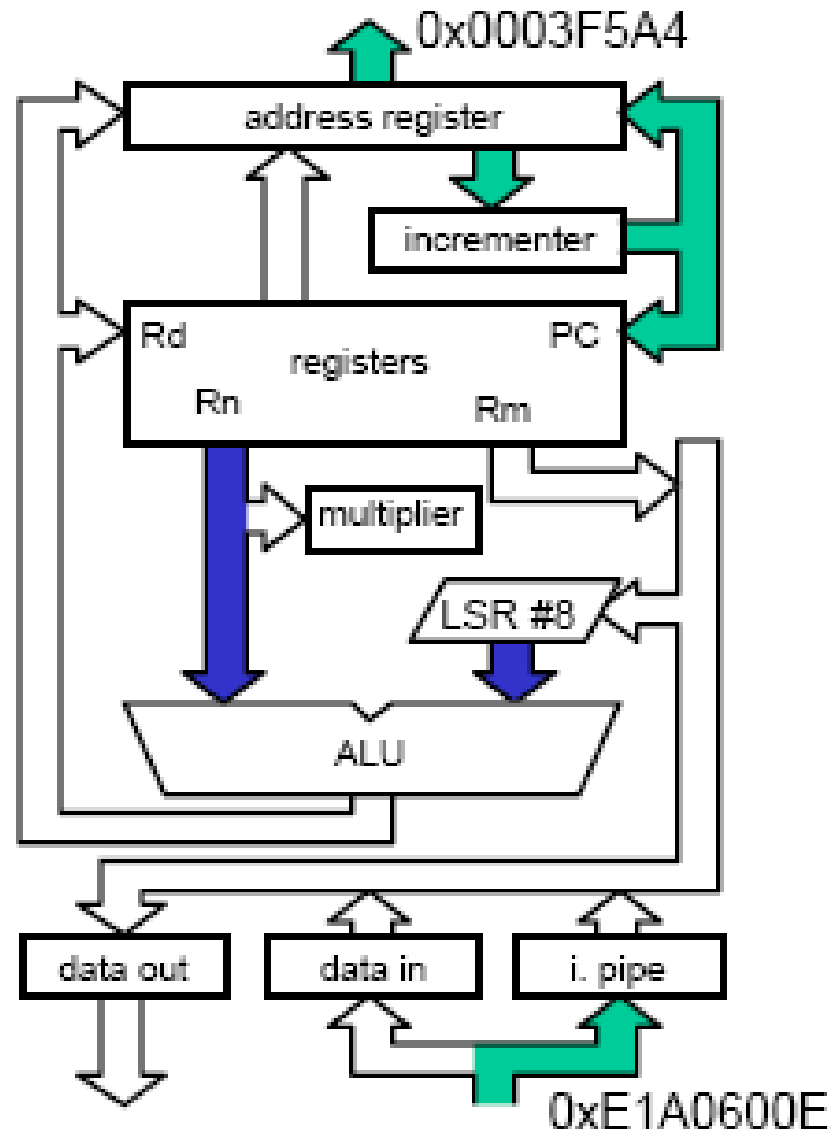 0x0003F5A4
address register
incrementer
Rd
PC
registers
Rn
Rm
multiplier
LSR #8
ALU
data out
data in
i. pipe
0xE1A0600E